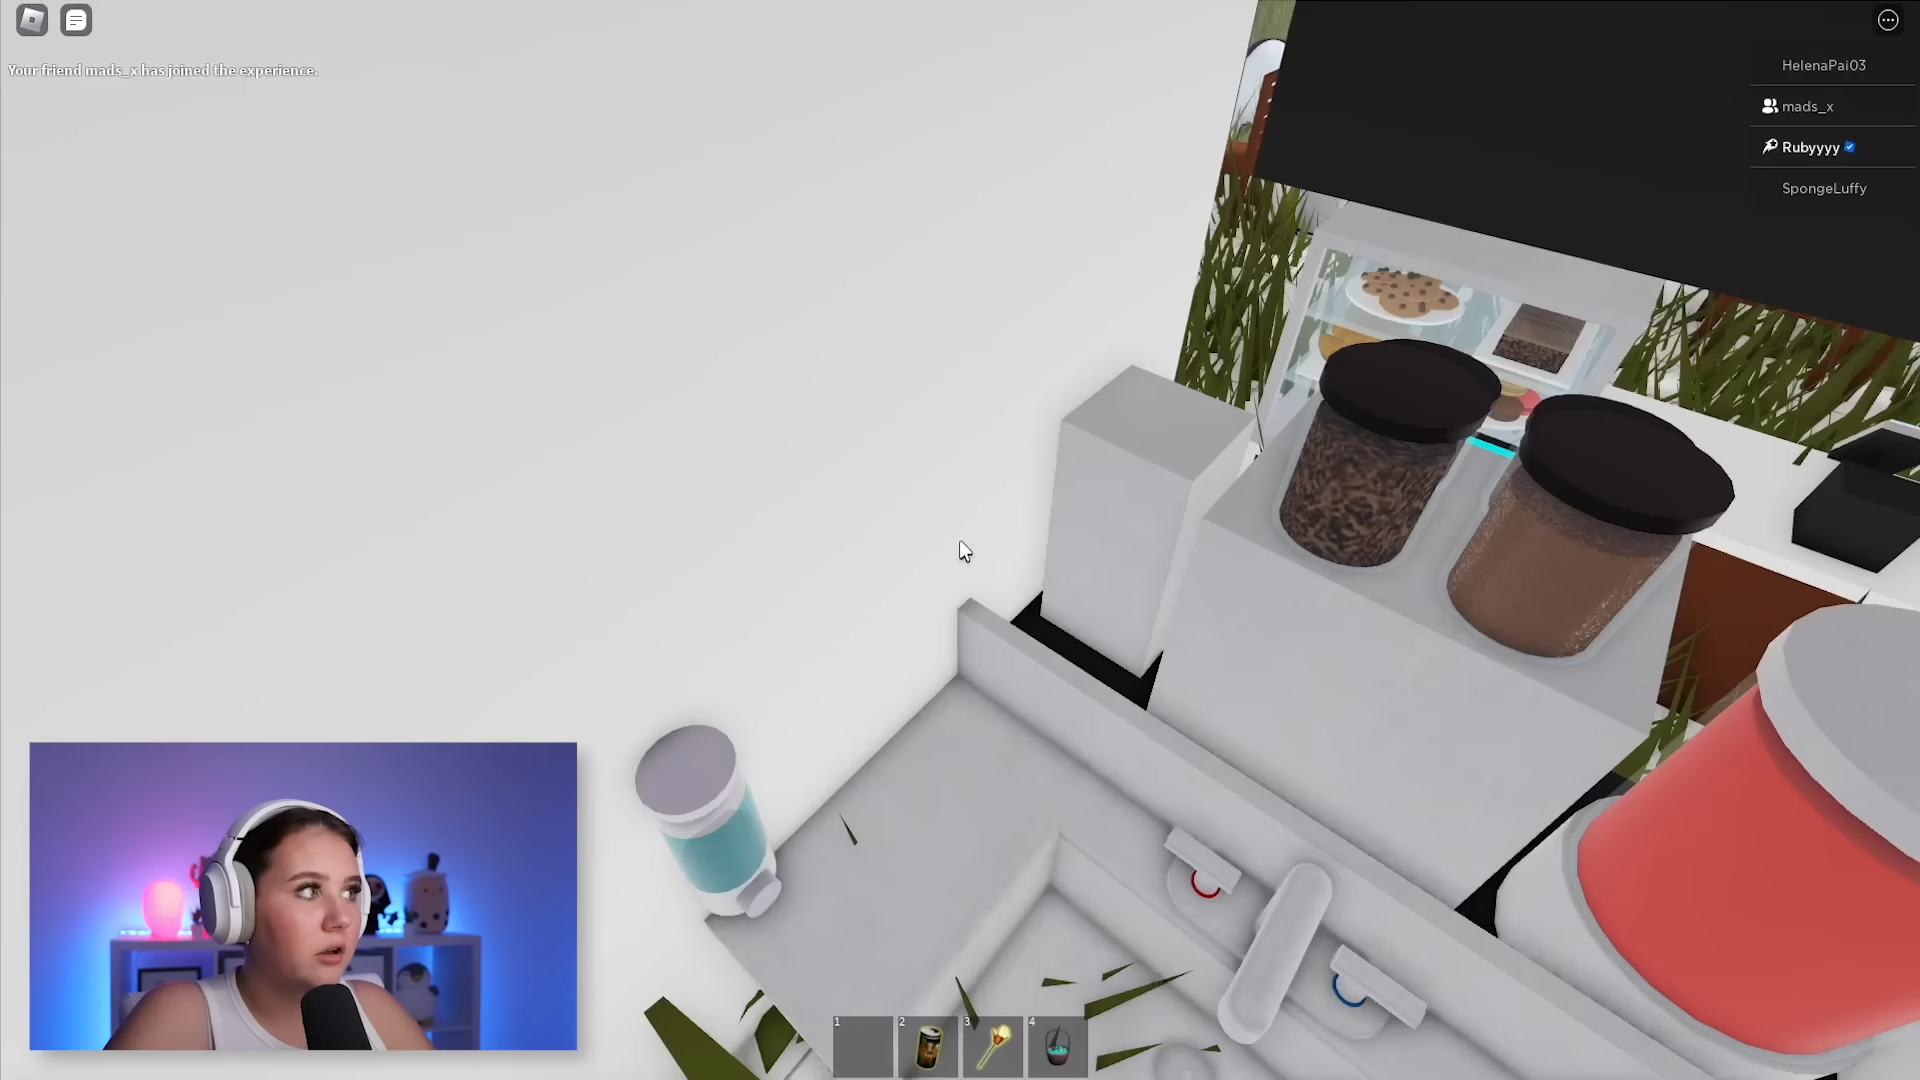 Your friend mads_x has joined the experience.
HelenaPai03
mads_x
Rubyyyy
SpongeLuffy
1 2 3 4